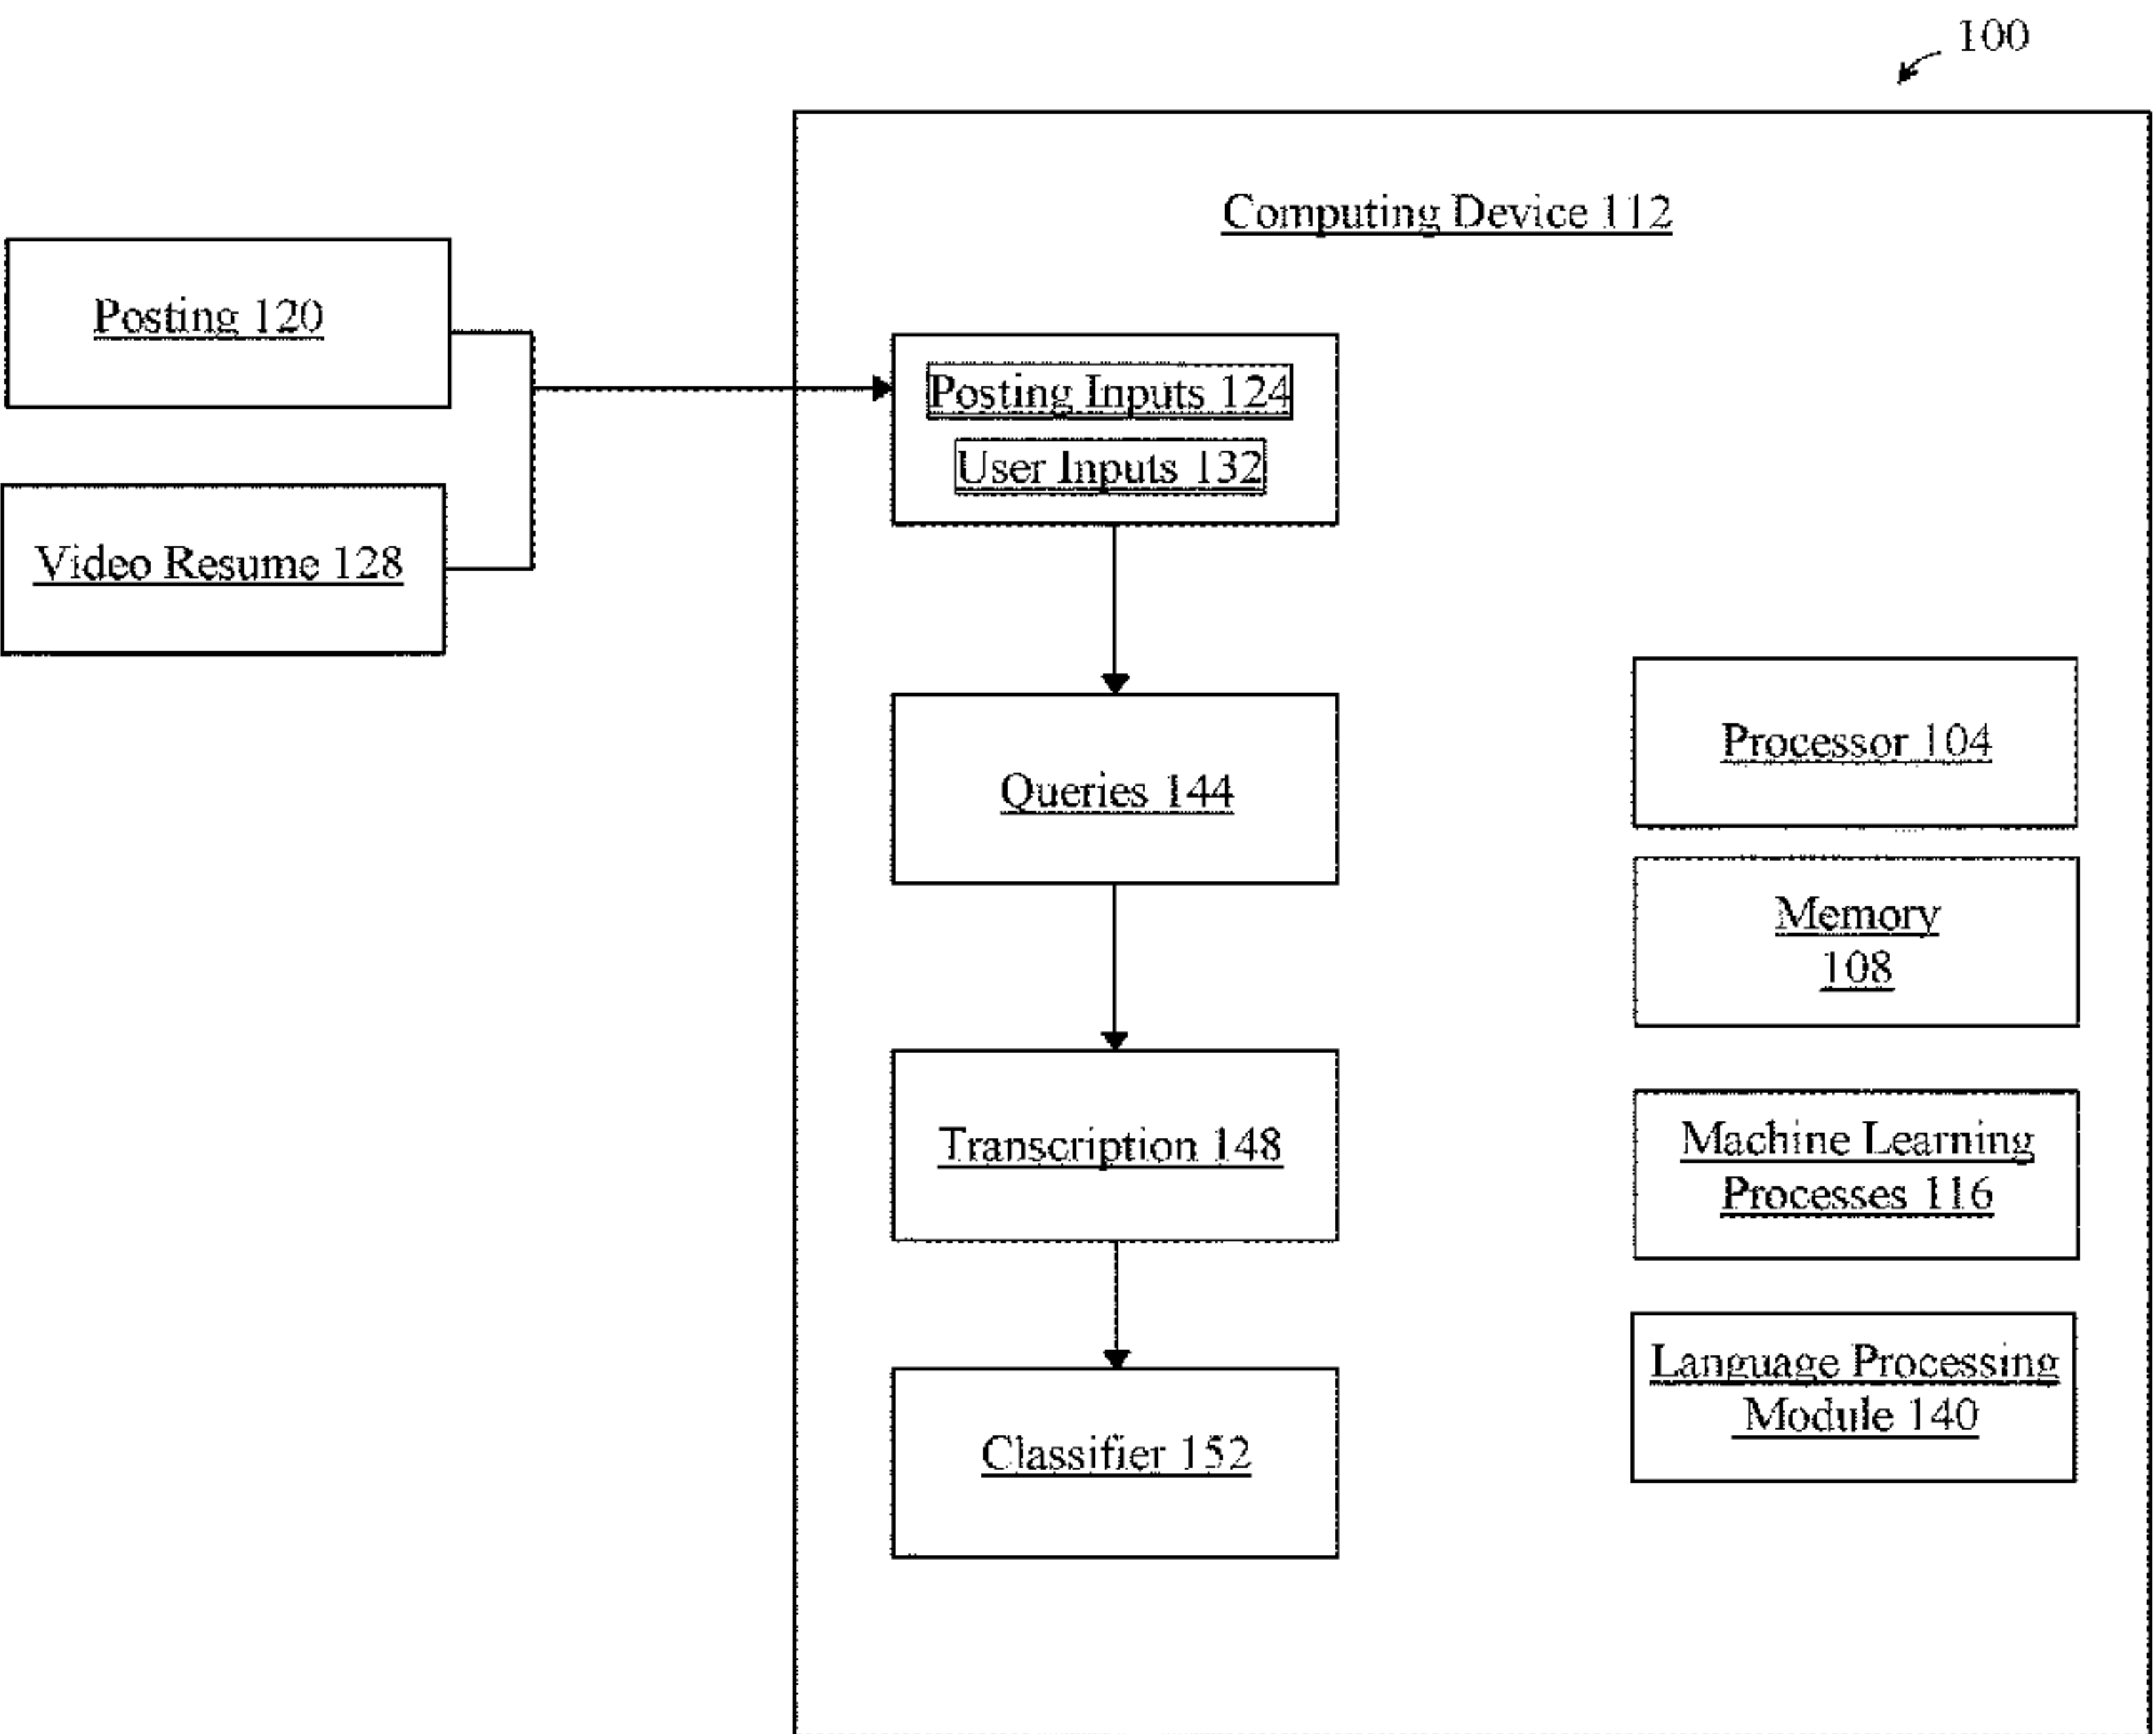 100
Computing Device 112
Posting 120
Video Resume 128
Posting Inputs 124
User Inputs 132
Queries 144
Transcription 148
Classifier 152
Processor 104
Memory
108
Machine Learning
Processes 116
Language Processing
Module 140